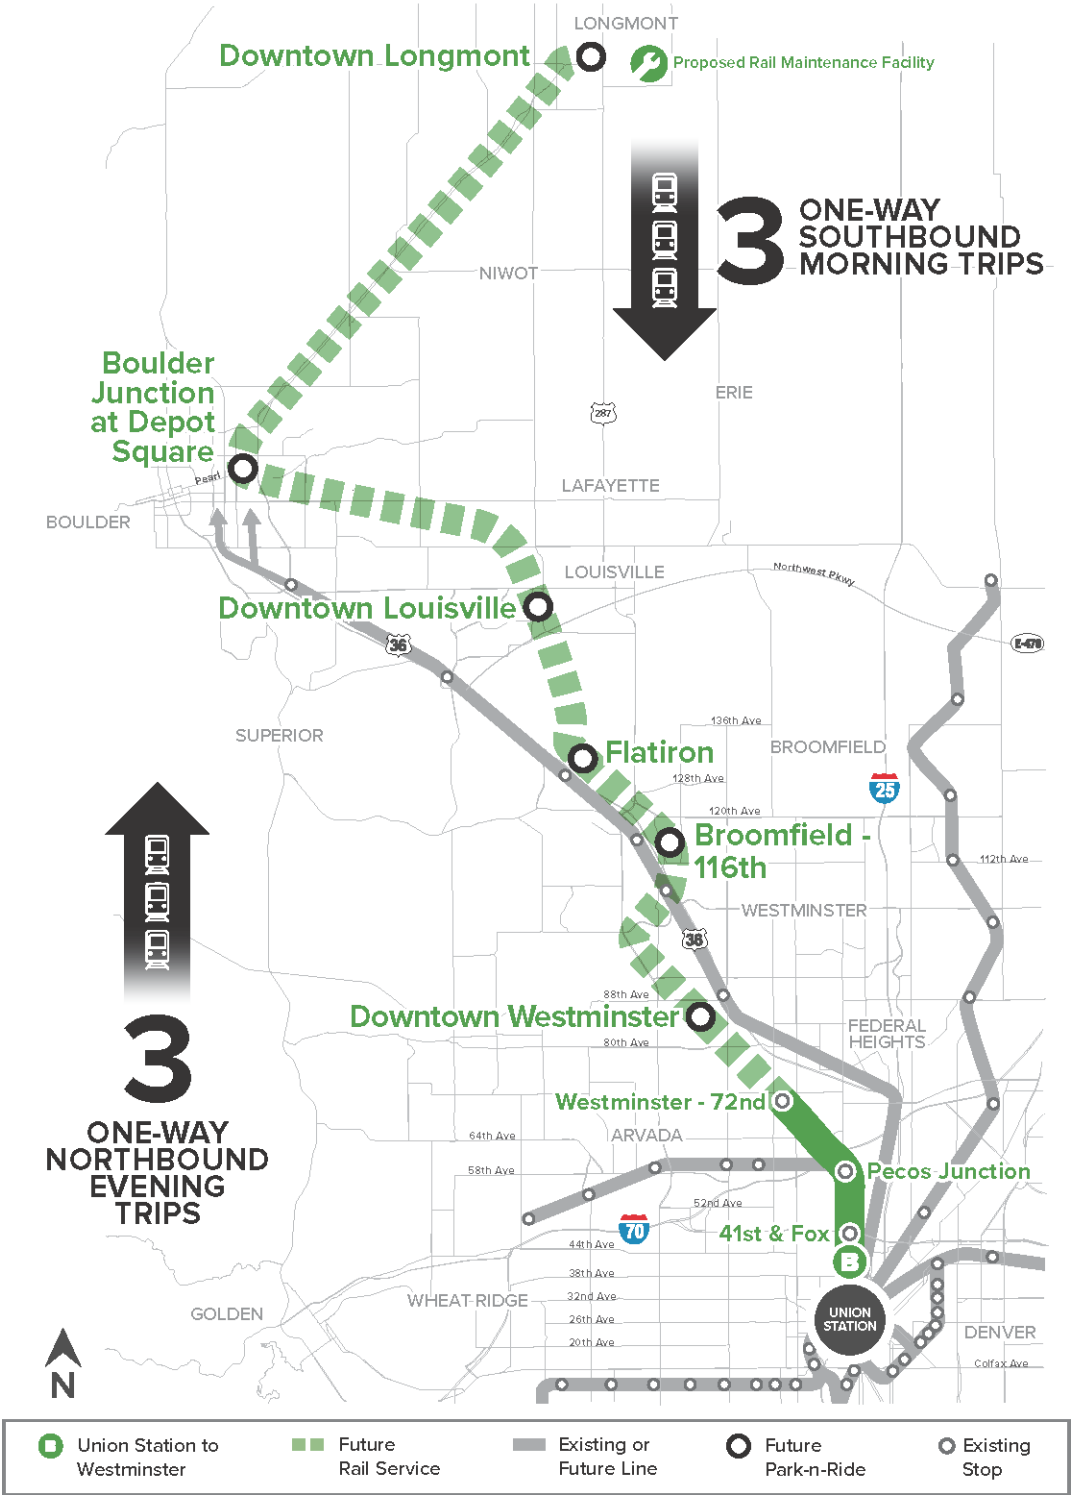 LONGMONT
Downtown Longmont
Proposed Rail Maintenance Facility
3
ONE-WAY
SOUTHBOUND
MORNING TRIPS
NIWOT
Boulder
Junction
at Depot
Square
ERIE
287
Pearl
LAFAYETTE
BOULDER
LOUISVILLE
Northwest Pkwy
Downtown Louisville
36
E-470
136th Ave
SUPERIOR
BROOMFIELD
Flatiron
128th Ave
25
120th Ave
Broomfield -
116th
112th Ave
WESTMINSTER
36
88th Ave
Downtown Westminster
80th Ave
FEDERAL
HEIGHTS
3
ONE-WAY
NORTHBOUND
EVENING
TRIPS
Westminster - 72nd
64th Ave
ARVADA
58th Ave
Pecos Junction
52nd Ave
70
41st & Fox
44th Ave
B
38th Ave
32nd Ave
WHEAT RIDGE
GOLDEN
UNION
STATION
26th Ave
20th Ave
DENVER
Colfax Ave
N
B
Union Station to
Westminster
Future
Rail Service
Existing or
Future Line
Future
Park-n-Ride
Existing
Stop